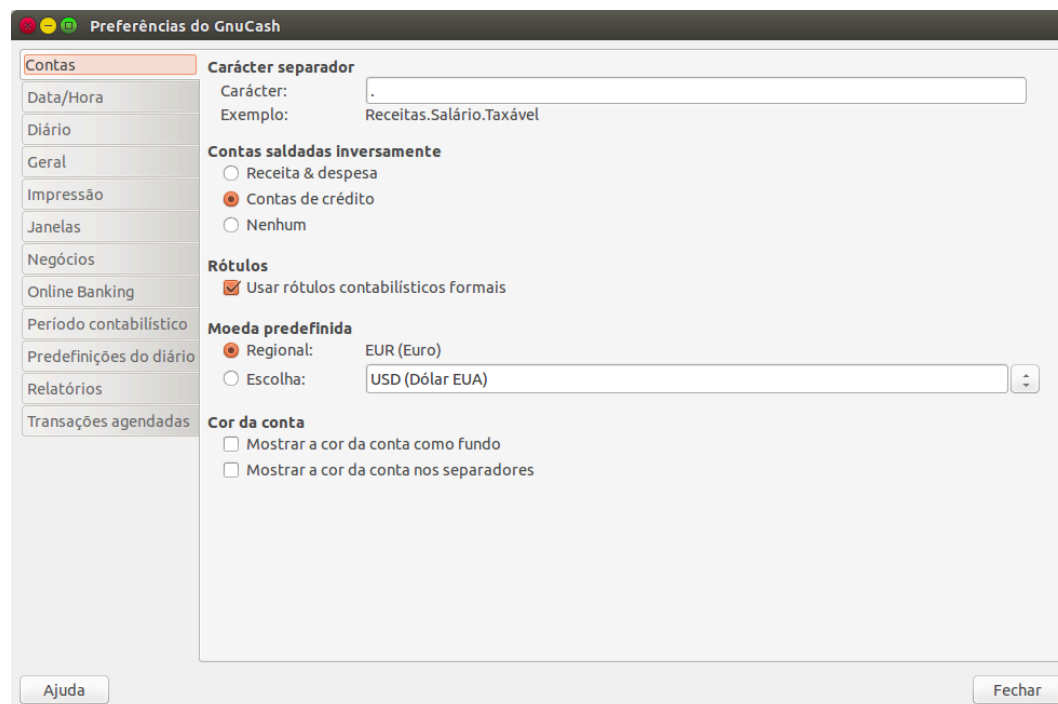 Preferências do GnuCash
Contas
Data/Hora
Diário
Geral
Impressão
Janelas
Negócios
Online Banking
Período contabilístico
Predefinições do diário
Relatórios
Transações agendadas
Carácter separador
Carácter: .
Exemplo: Receitas.Salário.Taxável
Contas saldadas inversamente
Receita & despesa
Contas de crédito
Nenhum
Rótulos
Usar rótulos contabilísticos formais
Moeda predefinida
Regional: EUR (Euro)
Escolha: USD (Dólar EUA)
Cor da conta
Mostrar a cor da conta como fundo
Mostrar a cor da conta nos separadores
Ajuda
Fechar